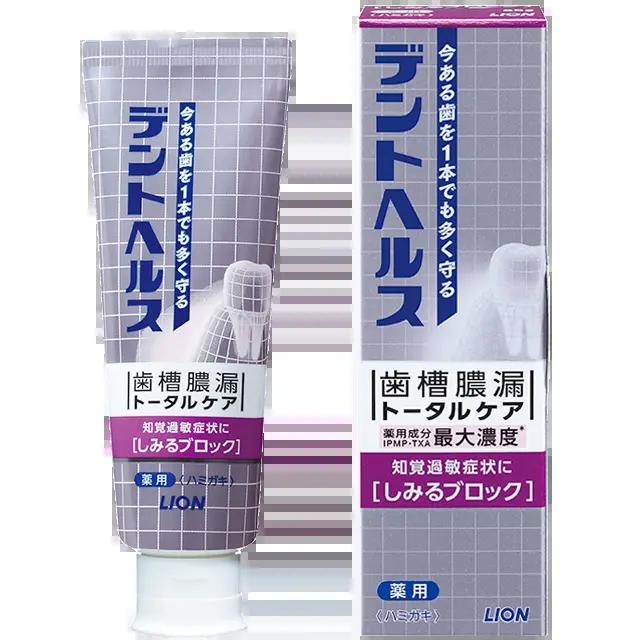 デントヘルス
今ある歯を1本でも多く守る
歯槽膿漏
トータルケア
知覚過敏症状に
[しみるブロック]
薬用 〈ハミガキ〉
LION
〈ハミガキ〉 LION
デントヘルス
今ある歯を1本でも多く守る
歯槽膿漏
トータルケア
薬用成分
IPMP・TXA 最大濃度*
知覚過敏症状に
[しみるブロック]
薬用
〈ハミガキ〉 LION